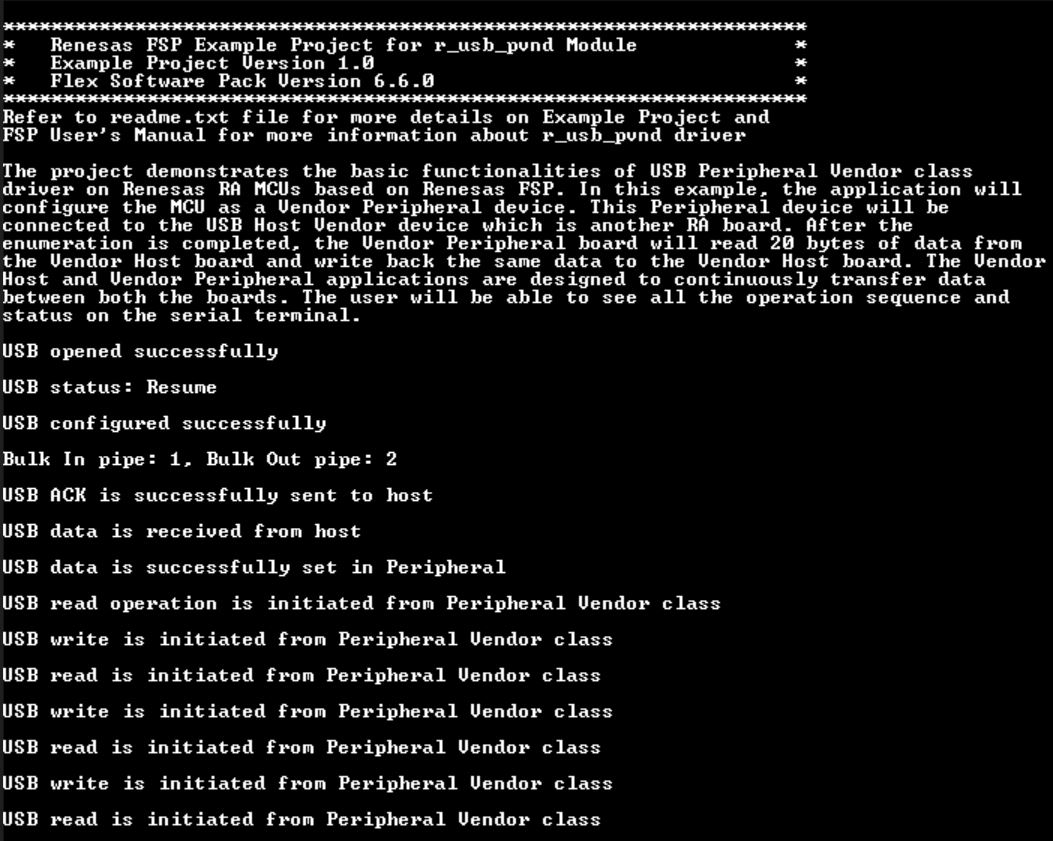 *******************************************************************
*   Renesas FSP Example Project for r_usb_pvnd Module             *
*   Example Project Version 1.0                                   *
*   Flex Software Pack Version 6.6.0                              *
*******************************************************************
Refer to readme.txt file for more details on Example Project and
FSP User's Manual for more information about r_usb_pvnd driver
The project demonstrates the basic functionalities of USB Peripheral Vendor class
driver on Renesas RA MCUs based on Renesas FSP. In this example, the application will
configure the MCU as a Vendor Peripheral device. This Peripheral device will be
connected to the USB Host Vendor device which is another RA board. After the
enumeration is completed, the Vendor Peripheral board will read 20 bytes of data from
the Vendor Host board and write back the same data to the Vendor Host board. The Vendor
Host and Vendor Peripheral applications are designed to continuously transfer data
between both the boards. The user will be able to see all the operation sequence and
status on the serial terminal.
USB opened successfully
USB status: Resume
USB configured successfully
Bulk In pipe: 1, Bulk Out pipe: 2
USB ACK is successfully sent to host
USB data is received from host
USB data is successfully set in Peripheral
USB read operation is initiated from Peripheral Vendor class
USB write is initiated from Peripheral Vendor class
USB read is initiated from Peripheral Vendor class
USB write is initiated from Peripheral Vendor class
USB read is initiated from Peripheral Vendor class
USB write is initiated from Peripheral Vendor class
USB read is initiated from Peripheral Vendor class